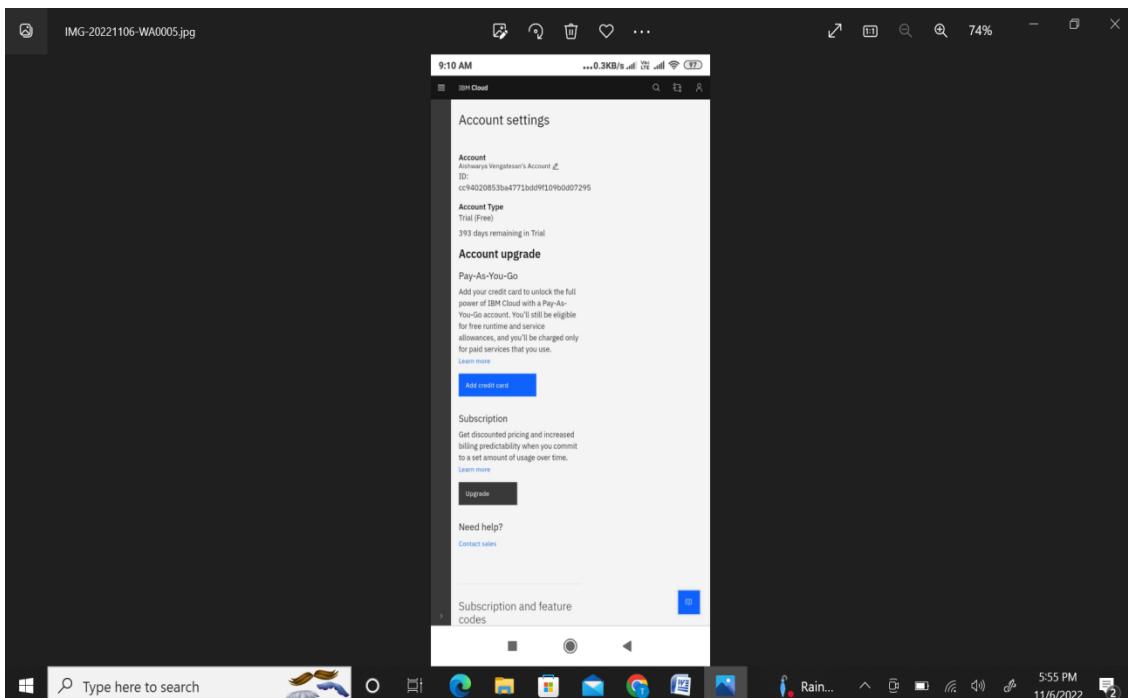 IMG-20221106-WA0005.jpg
74%
9:10 AM
...0.3KB/s
97
IBM Cloud
Account settings
Account
Aishwarya Vengatesan's Account
ID:
cc94020853ba4771bdd9f109b0d07295
Account Type
Trial (Free)
393 days remaining in Trial
Account upgrade
Pay-As-You-Go
Add your credit card to unlock the full
power of IBM Cloud with a Pay-As-
You-Go account. You'll still be eligible
for free runtime and service
allowances, and you'll be charged only
for paid services that you use.
Learn more
Add credit card
Subscription
Get discounted pricing and increased
billing predictability when you commit
to a set amount of usage over time.
Learn more
Upgrade
Need help?
Contact sales
Subscription and feature
codes
Type here to search
Rain...
5:55 PM
11/6/2022
2